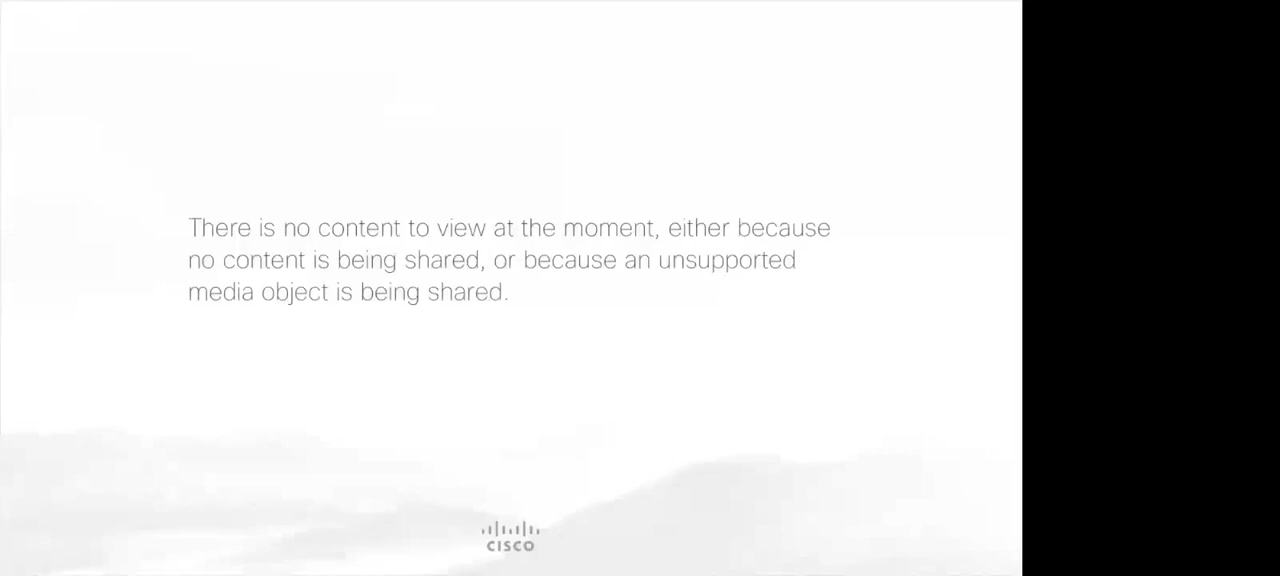 There is no content to view at the moment, either because
no content is being shared, or because an unsupported
media object is being shared.
CISCO